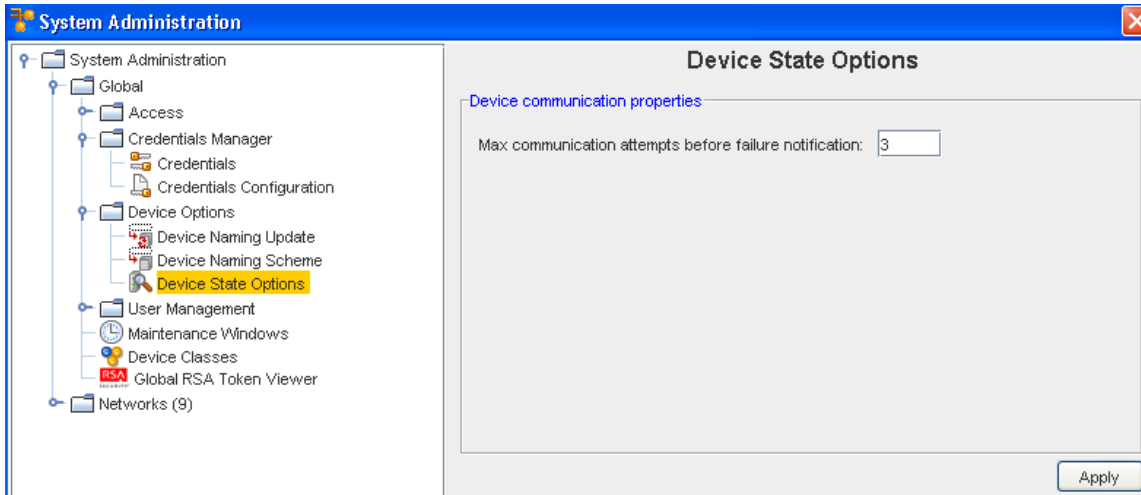 System Administration
System Administration
Global
Access
Credentials Manager
Credentials
Credentials Configuration
Device Options
Device Naming Update
Device Naming Scheme
Device State Options
User Management
Maintenance Windows
Device Classes
RSA Global RSA Token Viewer
Networks (9)
Device State Options
Device communication properties
Max communication attempts before failure notification: 3
Apply